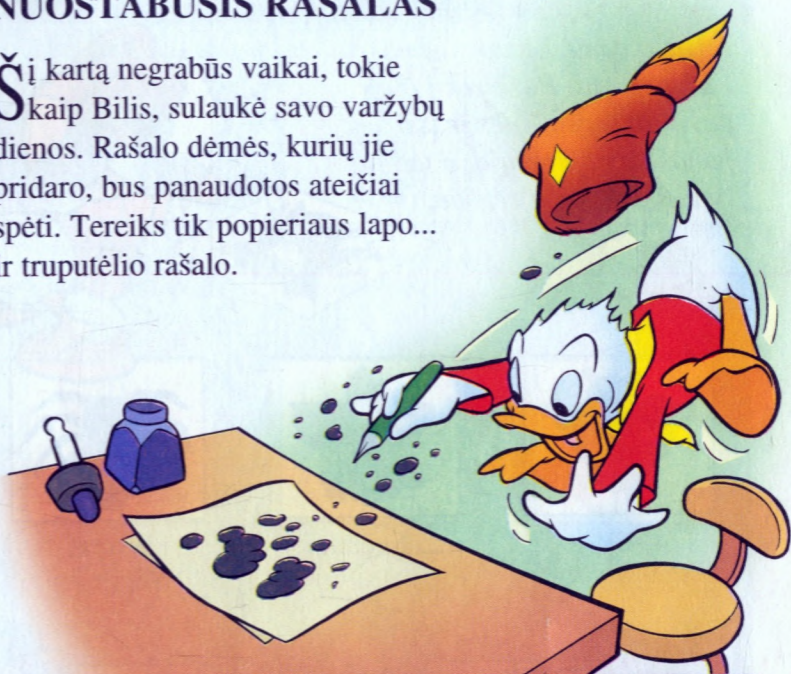 NUOSTABUSIS RAŠALAS
Šį kartą negrabūs vaikai, tokie
kaip Bilis, sulaukė savo varžybų
dienos. Rašalo dėmės, kurių jie
pridaro, bus panaudotos ateičiai
spėti. Tereiks tik popieriaus lapo...
ir truputėlio rašalo.